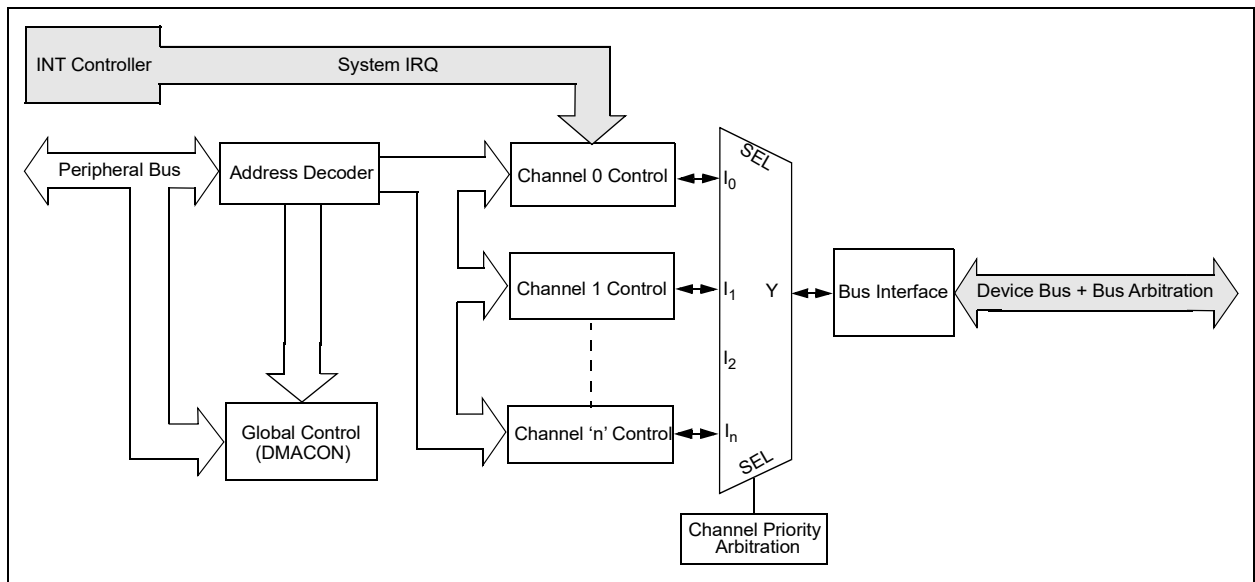 INT Controller
System IRQ
Peripheral Bus
Address Decoder
Channel 0 Control
SEL
I0
Channel 1 Control
I1
Y
Bus Interface
Device Bus + Bus Arbitration
I2
Global Control
(DMACON)
Channel ‘n’ Control
In
SEL
Channel Priority
Arbitration